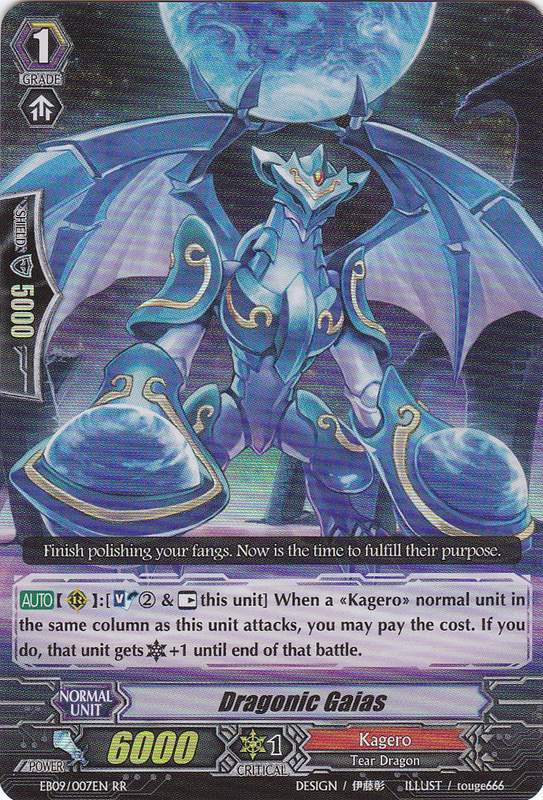 1
GRADE
SHIELD
5000
Finish polishing your fangs. Now is the time to fulfill their purpose.
AUTO【 】:[ ② & this unit] When a «Kagero» normal unit in
the same column as this unit attacks, you may pay the cost. If you
do, that unit gets +1 until end of that battle.
NORMAL
UNIT
Dragonic Gaias
POWER
6000
1
CRITICAL
Kagero
Tear Dragon
EB09/007EN RR
DESIGN / 伊藤彰
ILLUST / touge666